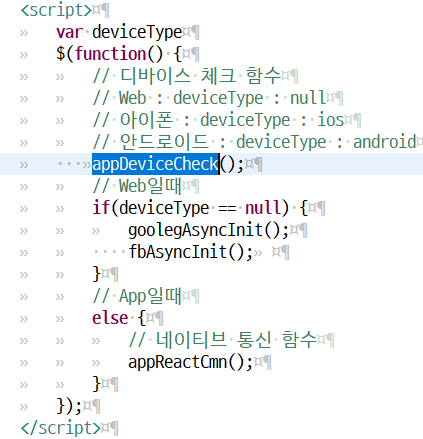 <script>
var deviceType
$(function() {
// 디바이스 체크 함수
// Web : deviceType : null
// 아이폰 : deviceType : ios
// 안드로이드 : deviceType : android
appDeviceCheck();
// Web일때
if(deviceType == null) {
goolegAsyncInit();
fbAsyncInit();
}
// App일때
else {
// 네이티브 통신 함수
appReactCmn();
}
});
</script>